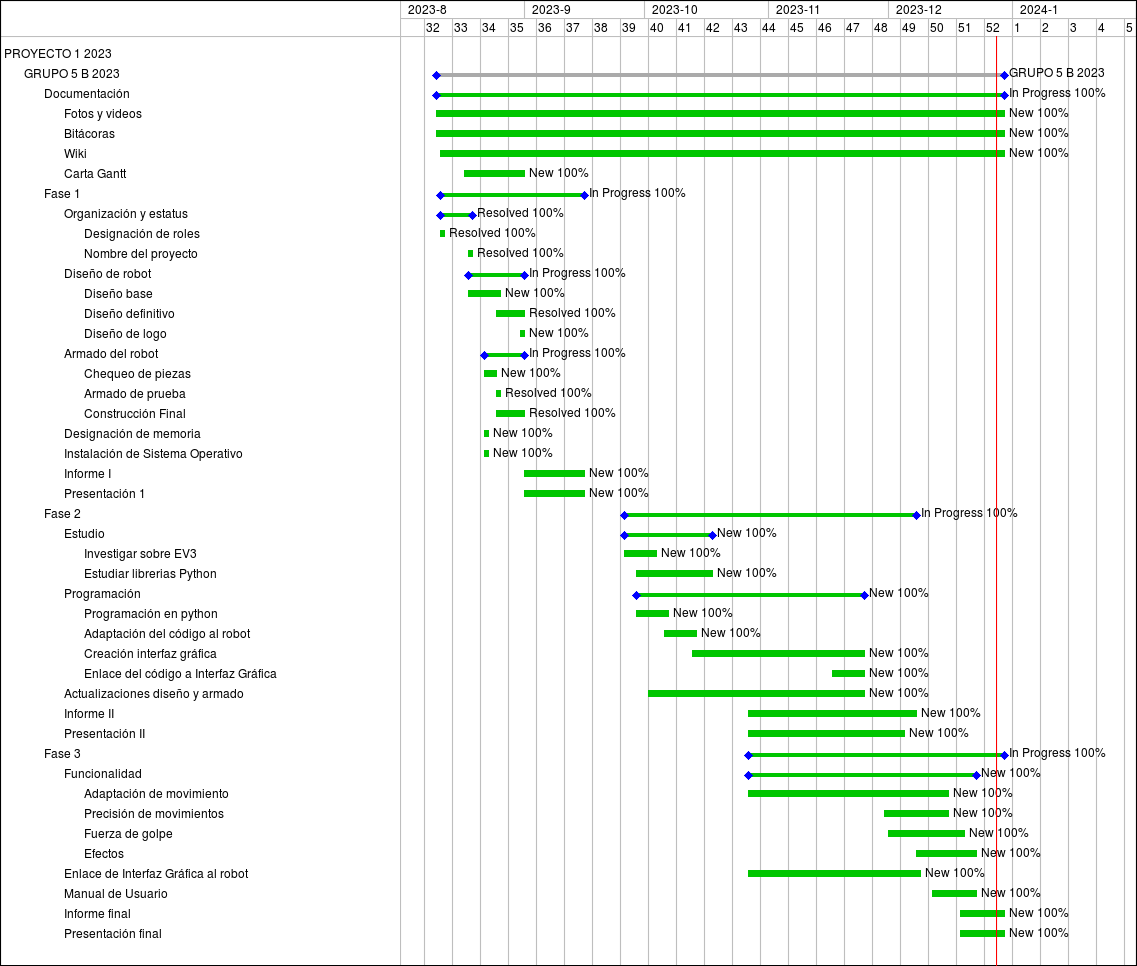 2023-8 2023-9 2023-10 2023-11 2023-12 2024-1
32 33 34 35 36 37 38 39 40 41 42 43 44 45 46 47 48 49 50 51 52 1 2 3 4 5
PROYECTO 1 2023
GRUPO 5 B 2023 GRUPO 5 B 2023
Documentación In Progress 100%
Fotos y videos New 100%
Bitácoras New 100%
Wiki New 100%
Carta Gantt New 100%
Fase 1 In Progress 100%
Organización y estatus Resolved 100%
Designación de roles Resolved 100%
Nombre del proyecto Resolved 100%
Diseño de robot In Progress 100%
Diseño base New 100%
Diseño definitivo Resolved 100%
Diseño de logo New 100%
Armado del robot In Progress 100%
Chequeo de piezas New 100%
Armado de prueba Resolved 100%
Construcción Final Resolved 100%
Designación de memoria New 100%
Instalación de Sistema Operativo New 100%
Informe I New 100%
Presentación 1 New 100%
Fase 2 In Progress 100%
Estudio New 100%
Investigar sobre EV3 New 100%
Estudiar librerias Python New 100%
Programación New 100%
Programación en python New 100%
Adaptación del código al robot New 100%
Creación interfaz gráfica New 100%
Enlace del código a Interfaz Gráfica New 100%
Actualizaciones diseño y armado New 100%
Informe II New 100%
Presentación II New 100%
Fase 3 In Progress 100%
Funcionalidad New 100%
Adaptación de movimiento New 100%
Precisión de movimientos New 100%
Fuerza de golpe New 100%
Efectos New 100%
Enlace de Interfaz Gráfica al robot New 100%
Manual de Usuario New 100%
Informe final New 100%
Presentación final New 100%